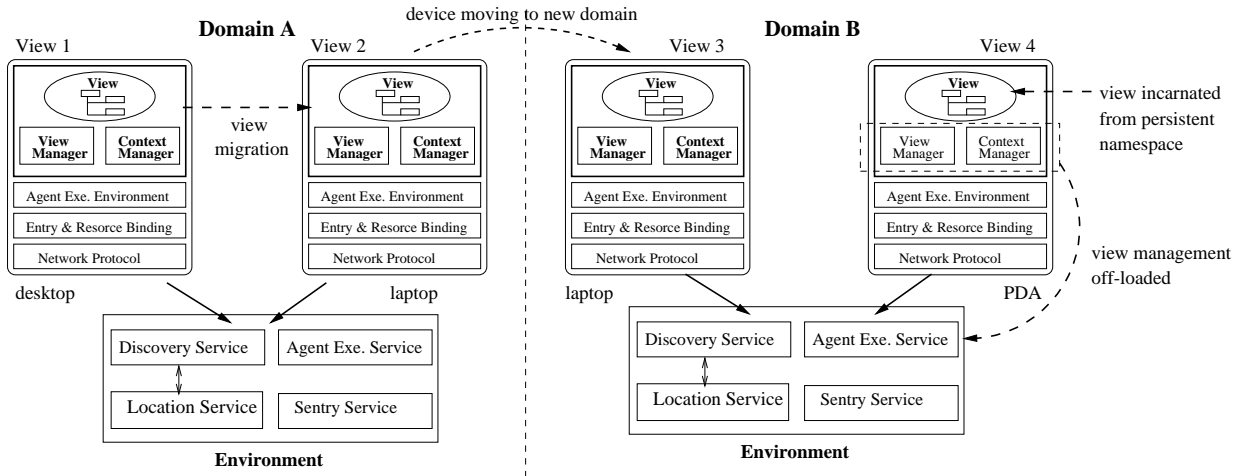 device moving to new domain
Domain A
Domain B
View 1
View 2
View 3
View 4
View
View Manager
Context Manager
Agent Exe. Environment
Entry & Resorce Binding
Network Protocol
desktop
view
migration
View
View Manager
Context Manager
Agent Exe. Environment
Entry & Resorce Binding
Network Protocol
laptop
View
View Manager
Context Manager
Agent Exe. Environment
Entry & Resorce Binding
Network Protocol
laptop
View
View Manager
Context Manager
Agent Exe. Environment
Entry & Resorce Binding
Network Protocol
PDA
view incarnated
from persistent
namespace
view management
off-loaded
Discovery Service
Agent Exe. Service
Location Service
Sentry Service
Environment
Discovery Service
Agent Exe. Service
Location Service
Sentry Service
Environment